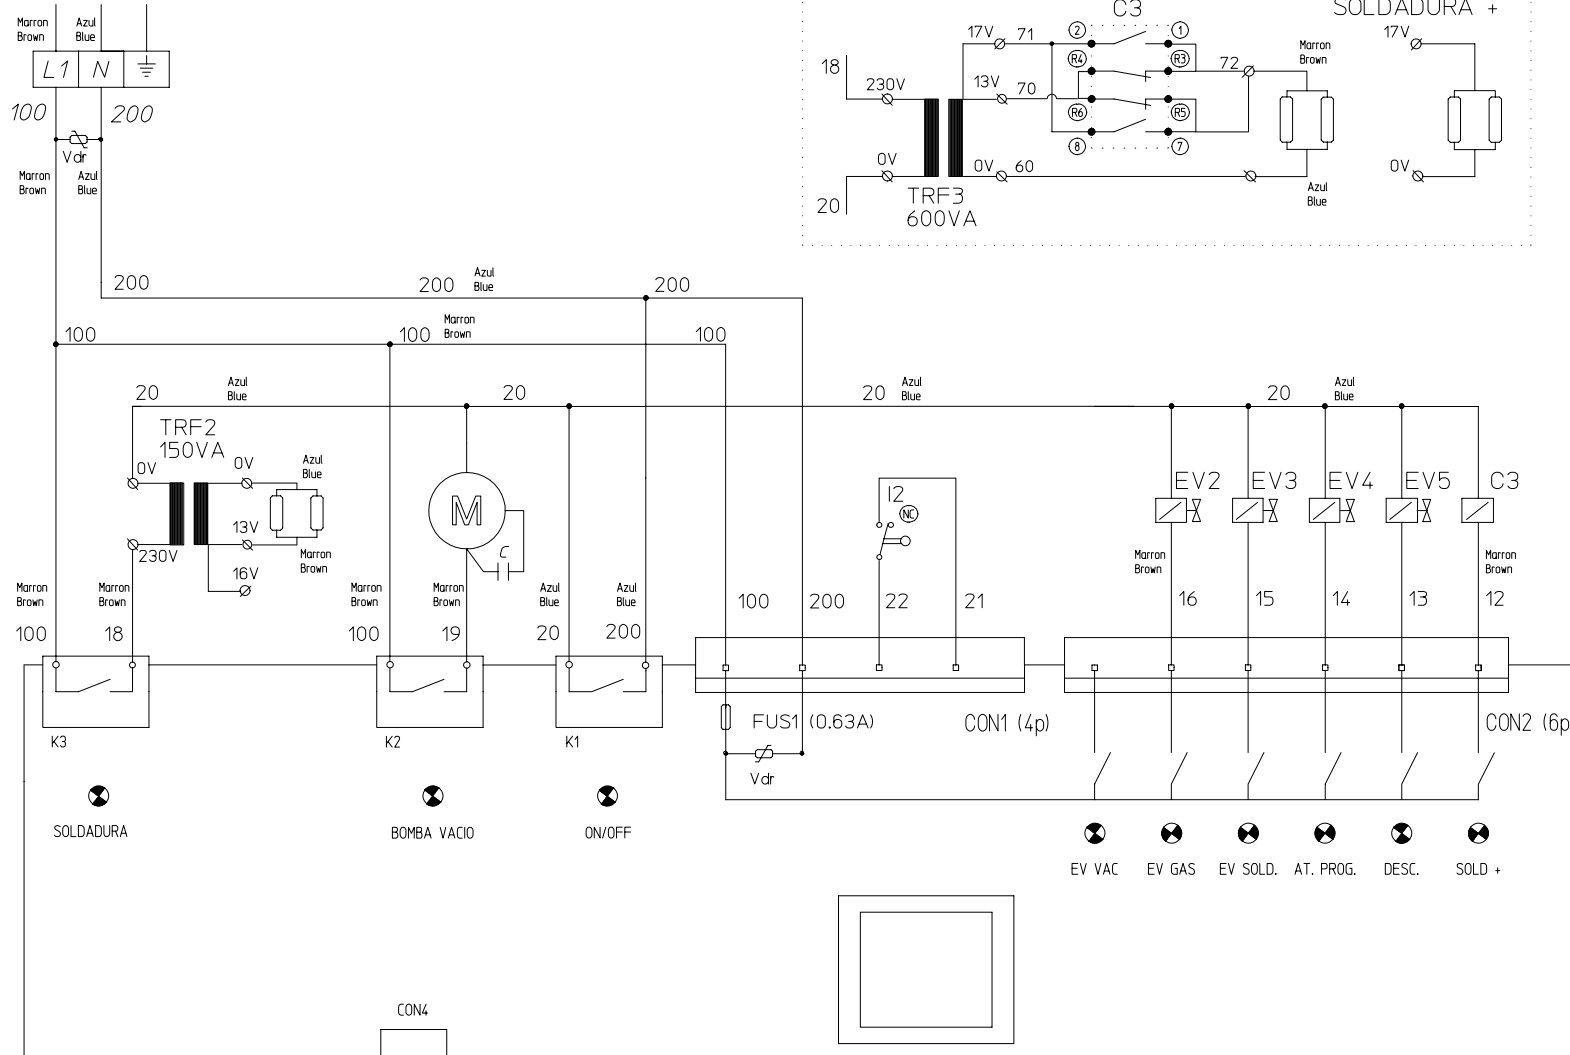 Marron
Brown
Azul
Blue
L1 N
100 200
Vdr
Marron
Brown
Azul
Blue
C3
SOLDADURA +
17V 71 2 1
R4 R3
18
230V 13V 70
R6 R5
72
Marron
Brown
17V
8 7
0V 0V 60
0V
20
TRF3
600VA
Azul
Blue
200 200 Azul
Blue
200
100 100 Marron
Brown
100
20 Azul
Blue
20 20 Azul
Blue
20
TRF2
150VA
0V 0V Azul
Blue
13V
230V
Marron
Brown
16V
M
C
I2
NC
EV2 EV3 EV4 EV5 C3
Marron
Brown
Marron
Brown
Marron
Brown
Marron
Brown
Marron
Brown
Marron
Brown
Azul
Blue
Azul
Blue
100 18 100 19 20 200
100 200 22 21
16 15 14 13 12
K3 K2 K1
FUS1 (0.63A)
CON1 (4p)
CON2 (6p
Vdr
SOLDADURA
BOMBA VACIO
ON/OFF
EV VAC EV GAS EV SOLD. AT. PROG. DESC. SOLD +
CON4